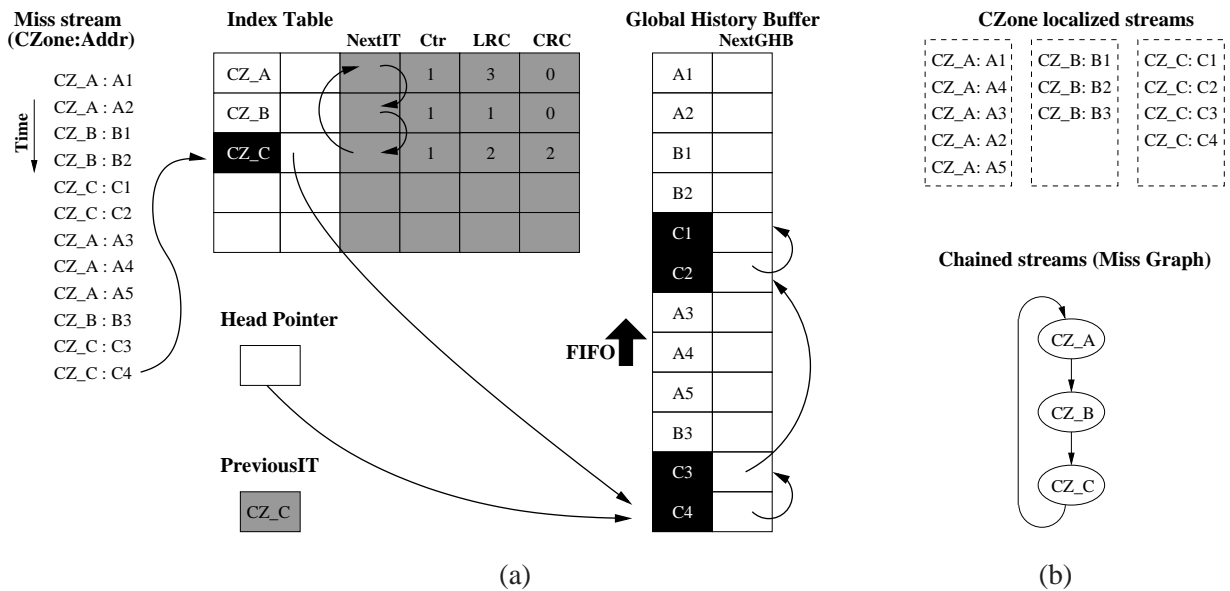 Miss stream
(CZone:Addr)
Time
CZ_A : A1
CZ_A : A2
CZ_B : B1
CZ_B : B2
CZ_C : C1
CZ_C : C2
CZ_A : A3
CZ_A : A4
CZ_A : A5
CZ_B : B3
CZ_C : C3
CZ_C : C4
Index Table
NextIT Ctr LRC CRC
CZ_A 1 3 0
CZ_B 1 1 0
CZ_C 1 2 2
Head Pointer
PreviousIT
CZ_C
Global History Buffer
NextGHB
A1
A2
B1
B2
C1
C2
A3
A4
A5
B3
C3
C4
FIFO
(a)
CZone localized streams
CZ_A: A1
CZ_A: A4
CZ_A: A3
CZ_A: A2
CZ_A: A5
CZ_B: B1
CZ_B: B2
CZ_B: B3
CZ_C: C1
CZ_C: C2
CZ_C: C3
CZ_C: C4
Chained streams (Miss Graph)
CZ_A
CZ_B
CZ_C
(b)